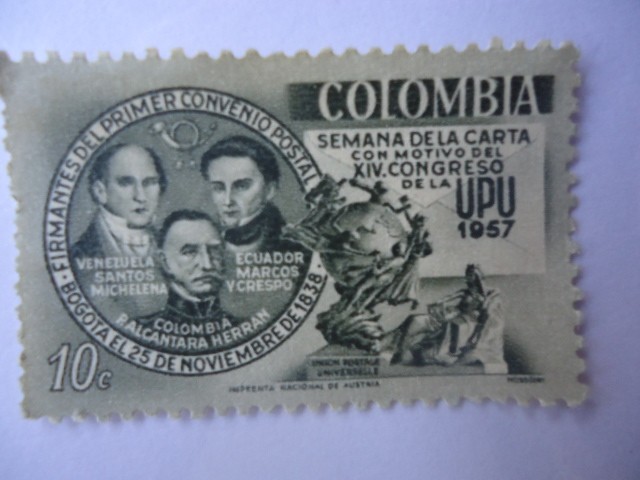 COLOMBIA
SEMANA DE LA CARTA
CON MOTIVO DEL
XIV. CONGRESO
DE LA
UPU
1957
FIRMANTES DEL PRIMER CONVENIO POSTAL
BOGOTA EL 25 DE NOVIEMBRE DE 1838
VENEZUELA
SANTOS
MICHELENA
ECUADOR
MARCOS
Y CRESPO
COLOMBIA
P. ALCANTARA HERRAN
10c
UNION POSTALE
UNIVERSELLE
IMPRENTA NACIONAL DE AUSTRIA